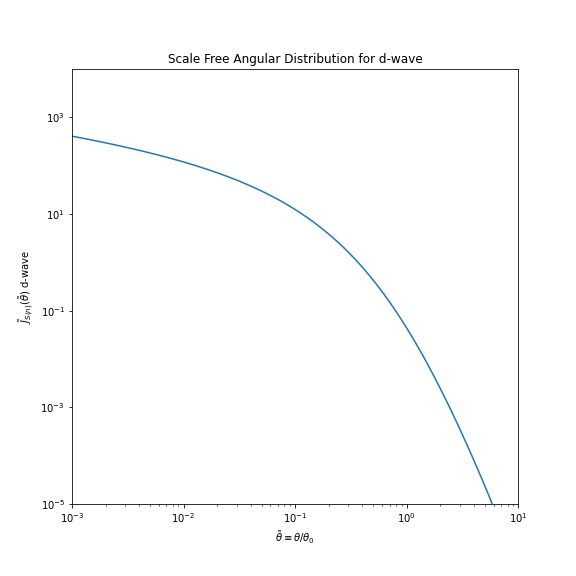 Scale Free Angular Distribution for d-wave
10³
10¹
10⁻¹
10⁻³
10⁻⁵
J̃_{S(n)}(θ̃) d-wave
10⁻³ 10⁻² 10⁻¹ 10⁰ 10¹
θ̃ ≡ θ/θ₀